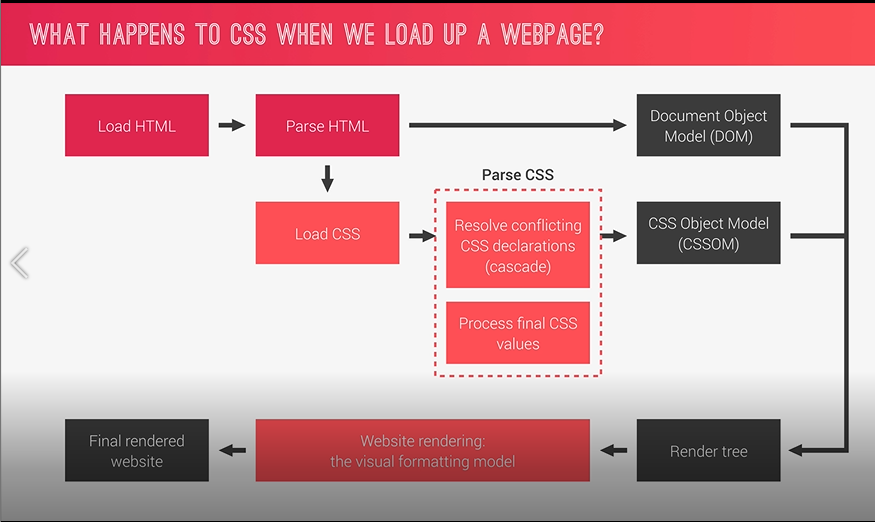 WHAT HAPPENS TO CSS WHEN WE LOAD UP A WEBPAGE?
Load HTML
Parse HTML
Document Object
Model (DOM)
Parse CSS
Load CSS
Resolve conflicting
CSS declarations
(cascade)
CSS Object Model
(CSSOM)
Process final CSS
values
Final rendered
website
Website rendering:
the visual formatting model
Render tree